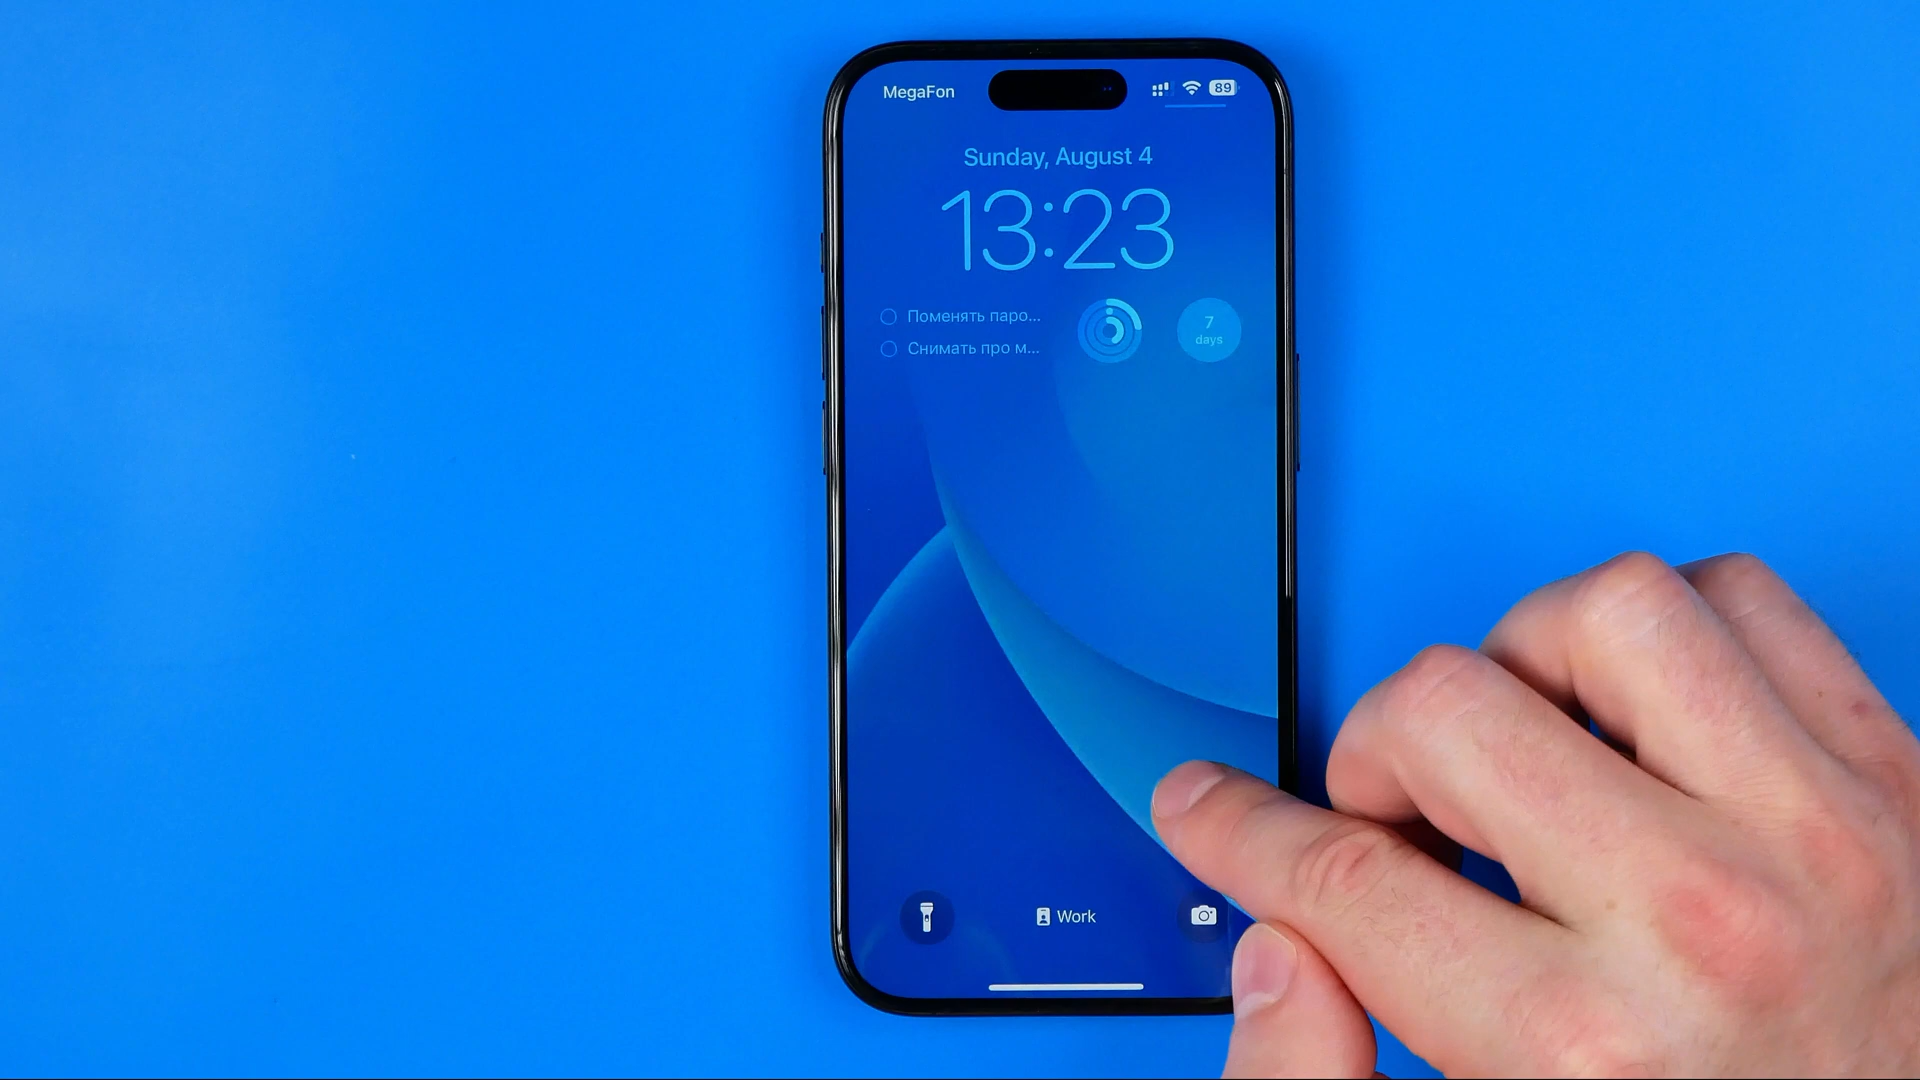 MegaFon
89
Sunday, August 4
13:23
Поменять паро...
Снимать про м...
7
days
Work